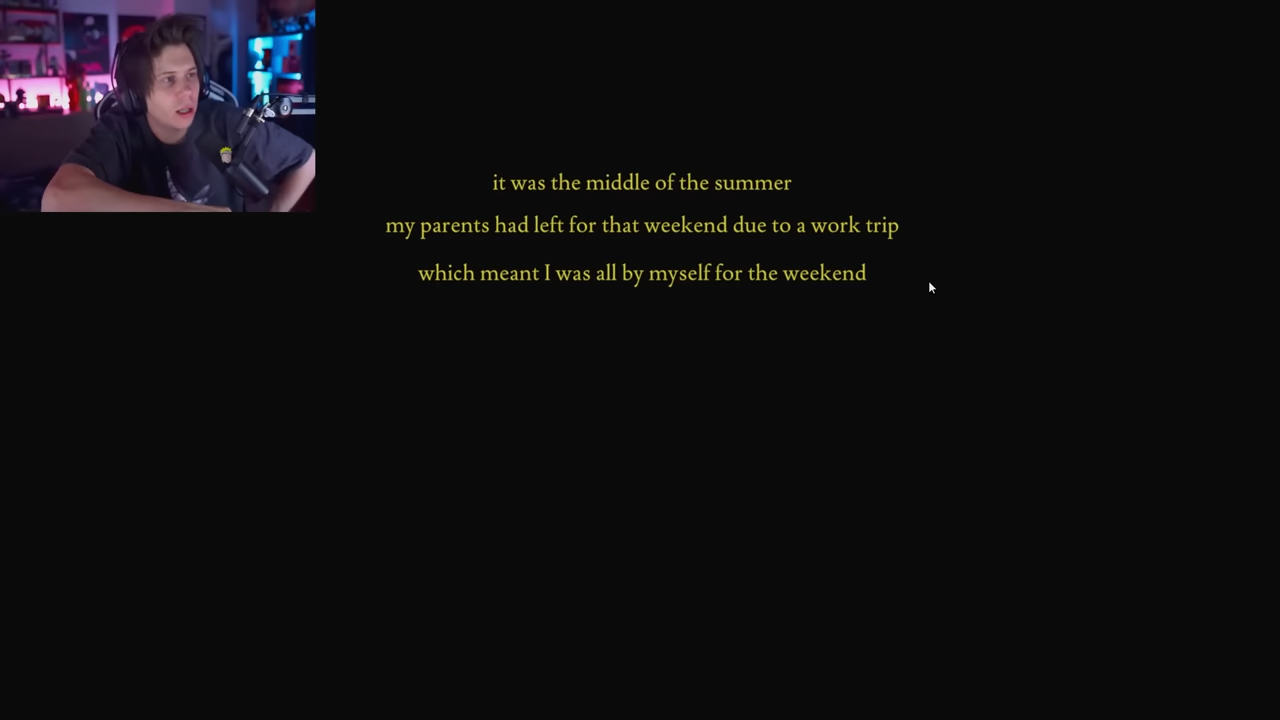 it was the middle of the summer
my parents had left for that weekend due to a work trip
which meant I was all by myself for the weekend